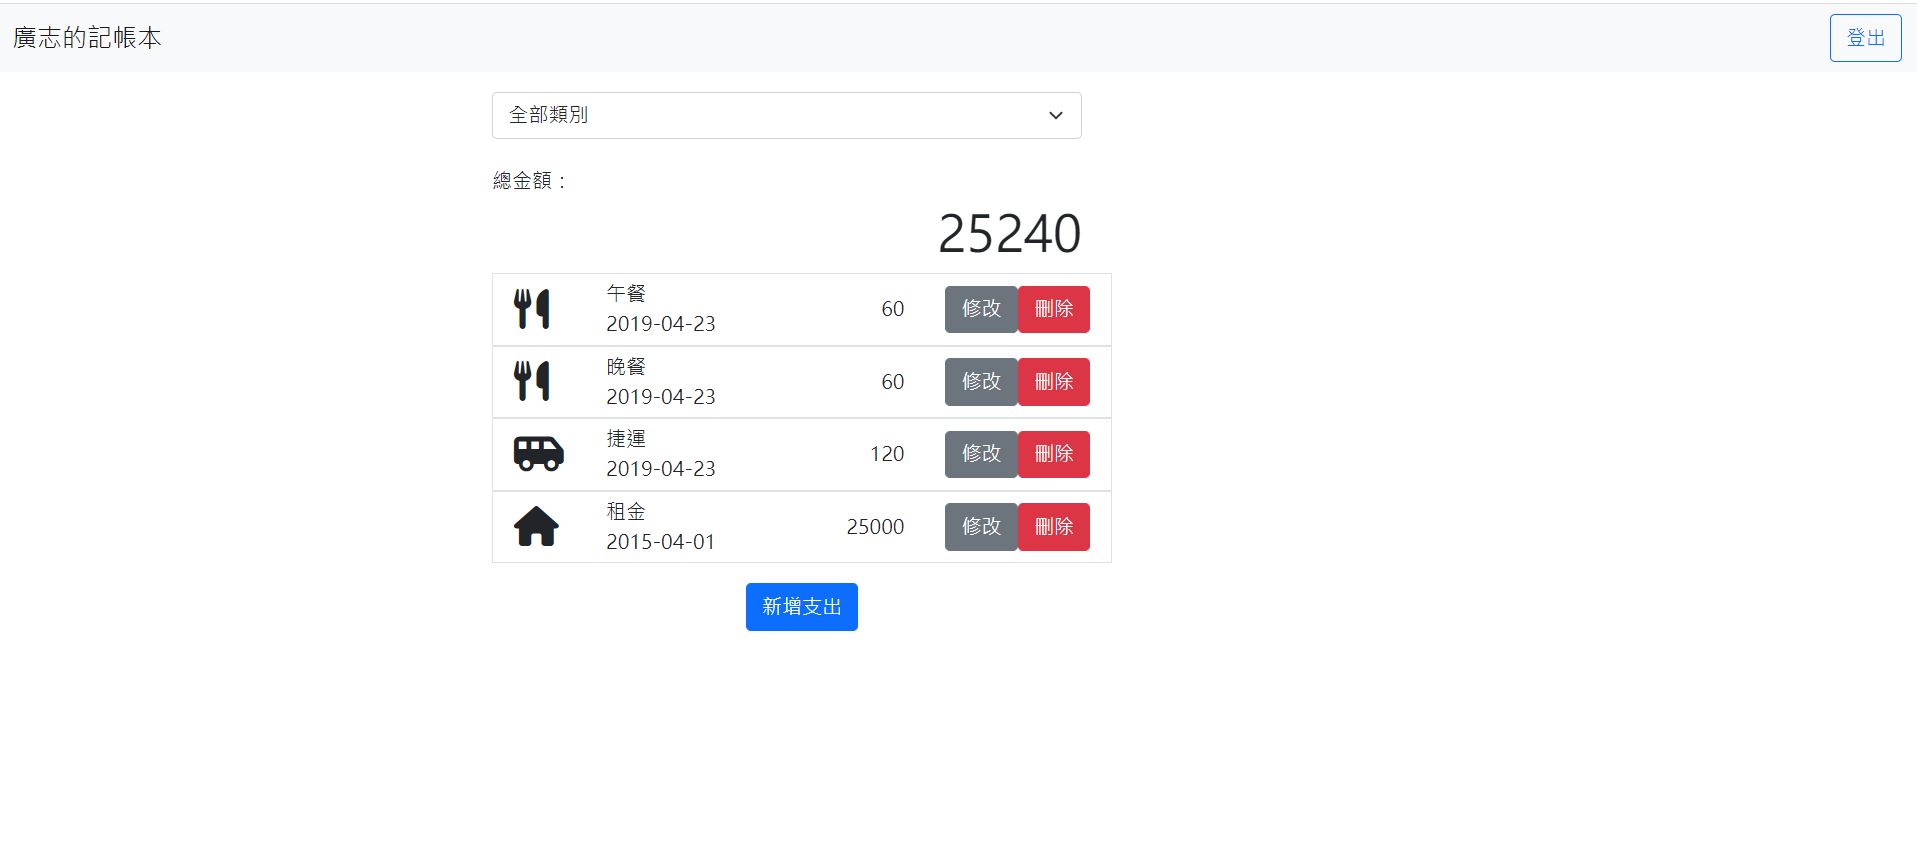 廣志的記帳本
登出
全部類別
總金額：
25240
午餐
2019-04-23
60
修改
刪除
晚餐
2019-04-23
60
修改
刪除
捷運
2019-04-23
120
修改
刪除
租金
2015-04-01
25000
修改
刪除
新增支出